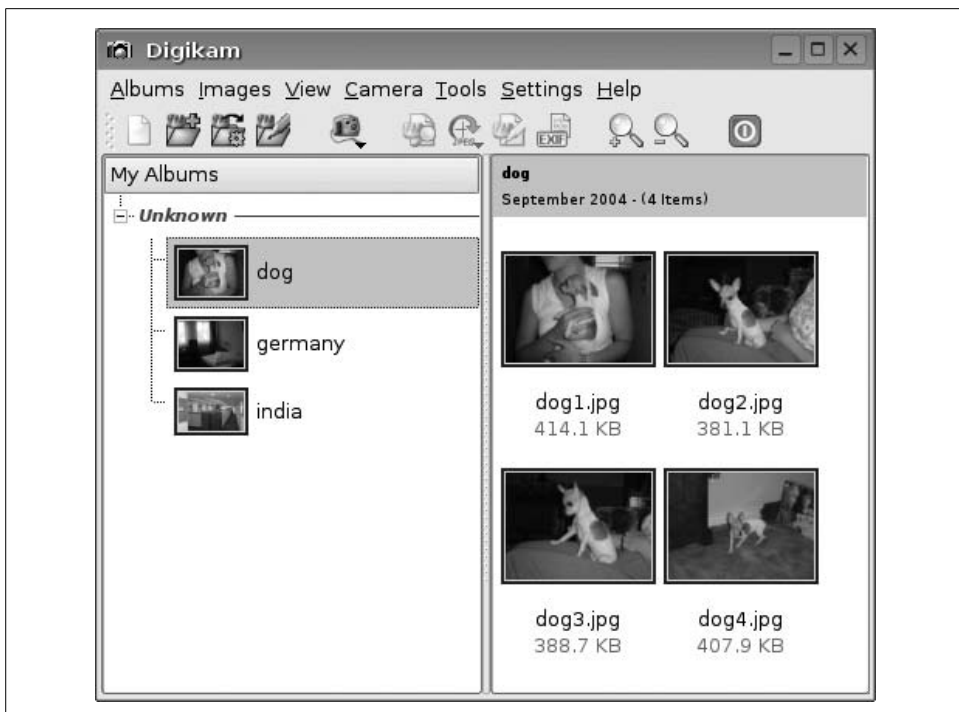 Digikam
Albums Images View Camera Tools Settings Help
JPEG
EXIF
My Albums
Unknown
dog
germany
india
dog
September 2004 - (4 Items)
dog1.jpg
414.1 KB
dog2.jpg
381.1 KB
dog3.jpg
388.7 KB
dog4.jpg
407.9 KB